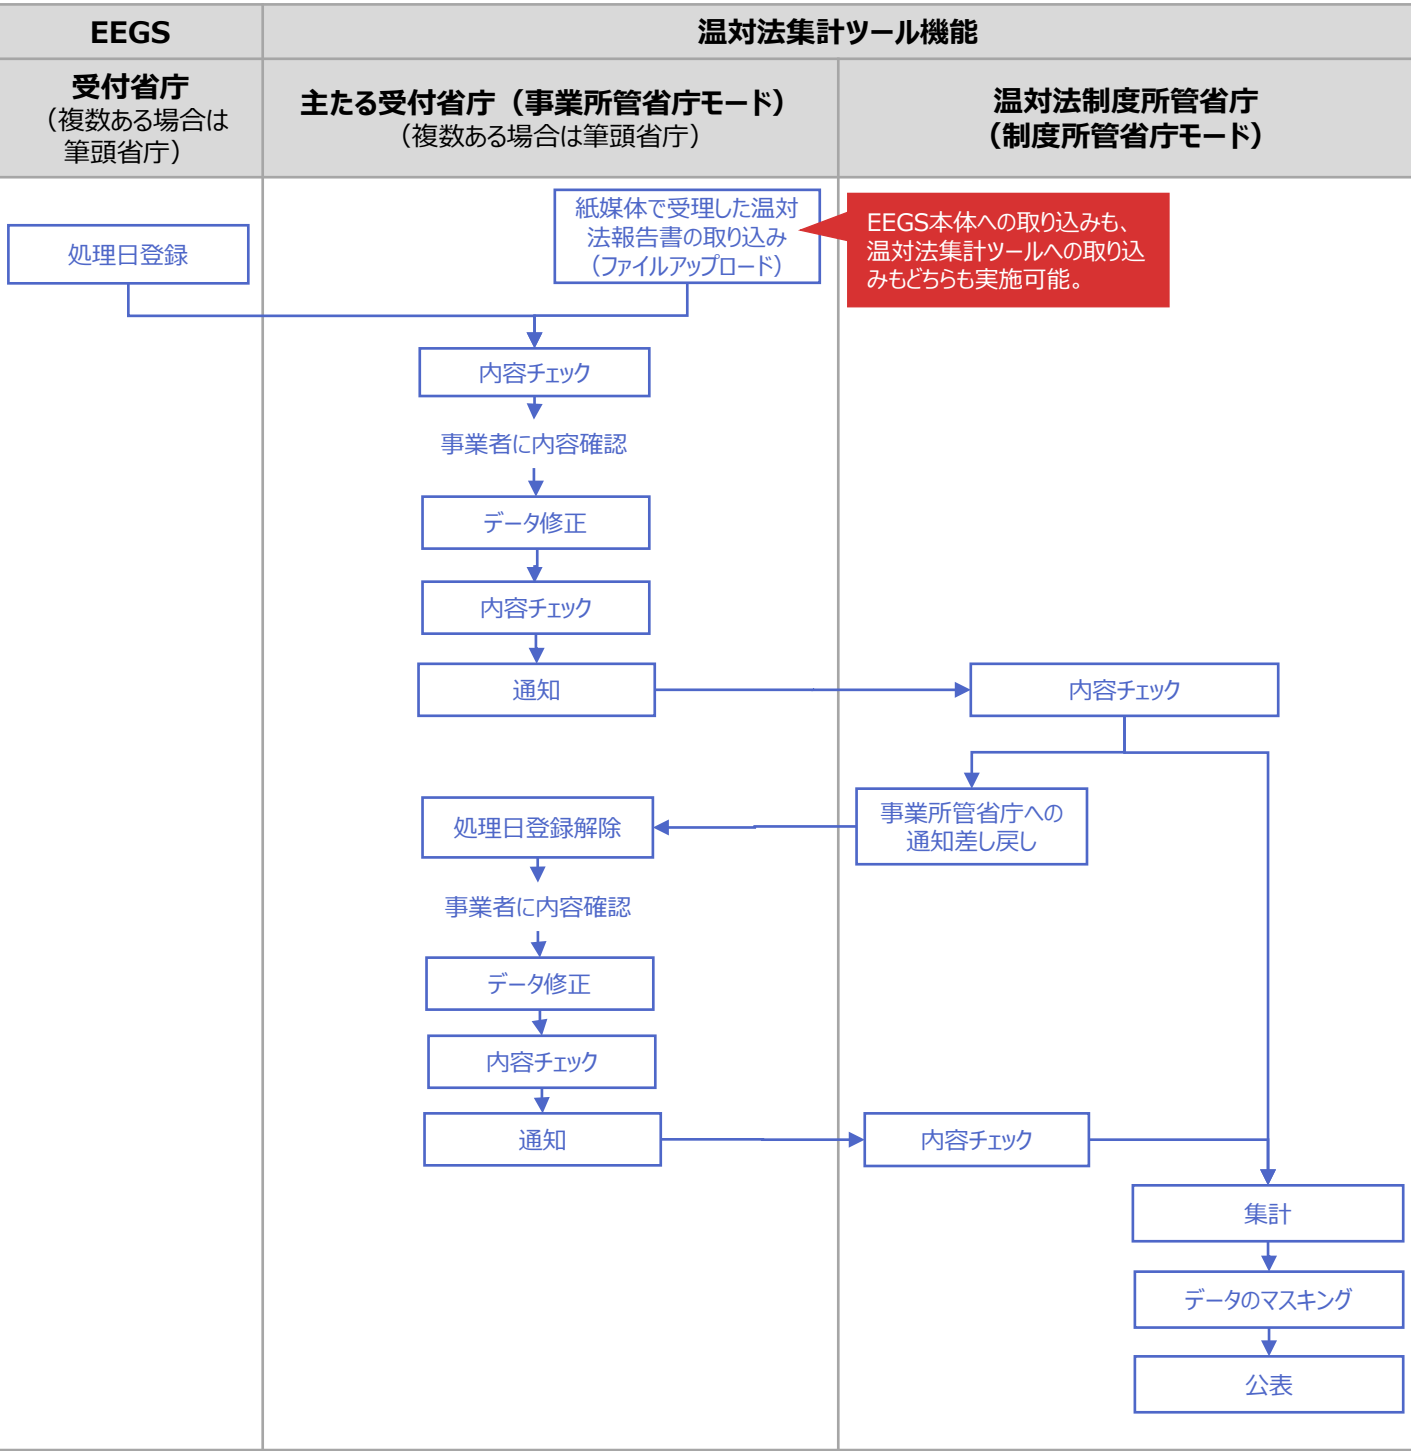 EEGS
温対法集計ツール機能
受付省庁
（複数ある場合は
筆頭省庁）
主たる受付省庁（事業所管省庁モード）
（複数ある場合は筆頭省庁）
温対法制度所管省庁
（制度所管省庁モード）
処理日登録
紙媒体で受理した温対
法報告書の取り込み
（ファイルアップロード）
EEGS本体への取り込みも、
温対法集計ツールへの取り込
みもどちらも実施可能。
内容チェック
事業者に内容確認
データ修正
内容チェック
通知
内容チェック
事業所管省庁への
通知差し戻し
処理日登録解除
事業者に内容確認
データ修正
内容チェック
通知
内容チェック
集計
データのマスキング
公表